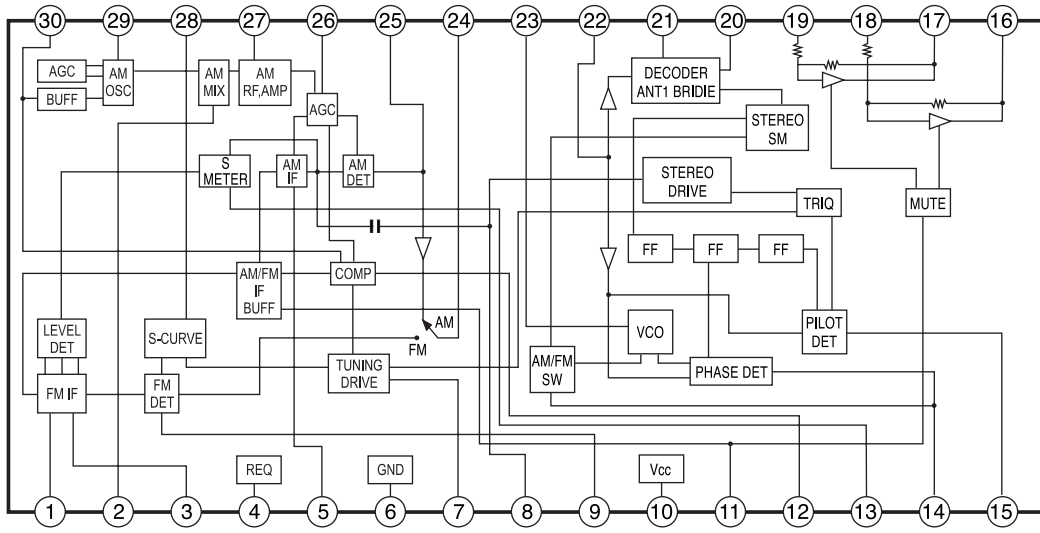 30 29 28 27 26 25 24 23 22 21 20 19 18 17 16
AGC
AM
OSC
BUFF
AM
MIX
AM
RF,AMP
AGC
DECODER
ANT1 BRIDIE
STEREO
SM
S
METER
AM
IF
AM
DET
STEREO
DRIVE
TRIQ
MUTE
FF
FF
FF
AM/FM
IF
BUFF
COMP
LEVEL
DET
S-CURVE
AM
FM
VCO
PILOT
DET
TUNING
DRIVE
AM/FM
SW
PHASE DET
FM IF
FM
DET
REQ
GND
Vcc
1 2 3 4 5 6 7 8 9 10 11 12 13 14 15